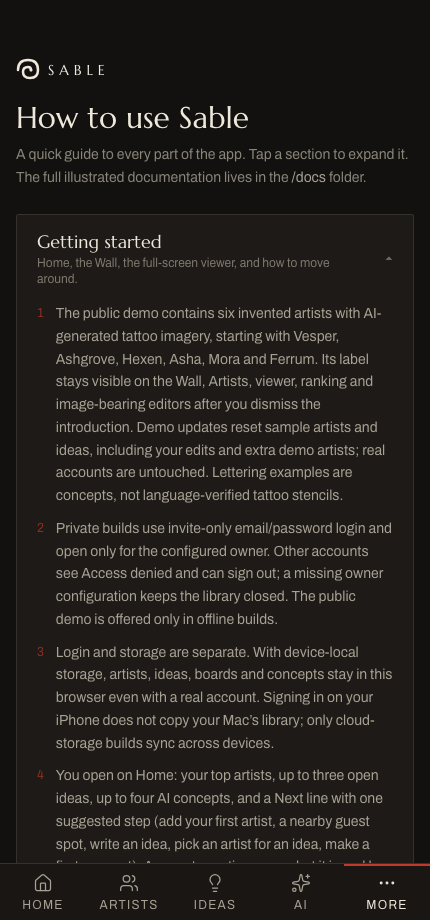 SABLE
How to use Sable
A quick guide to every part of the app. Tap a section to expand it.
The full illustrated documentation lives in the /docs folder.
Getting started
Home, the Wall, the full-screen viewer, and how to move
around.
1 The public demo contains six invented artists with AI-
generated tattoo imagery, starting with Vesper,
Ashgrove, Hexen, Asha, Mora and Ferrum. Its label
stays visible on the Wall, Artists, viewer, ranking and
image-bearing editors after you dismiss the
introduction. Demo updates reset sample artists and
ideas, including your edits and extra demo artists; real
accounts are untouched. Lettering examples are
concepts, not language-verified tattoo stencils.
2 Private builds use invite-only email/password login and
open only for the configured owner. Other accounts
see Access denied and can sign out; a missing owner
configuration keeps the library closed. The public
demo is offered only in offline builds.
3 Login and storage are separate. With device-local
storage, artists, ideas, boards and concepts stay in this
browser even with a real account. Signing in on your
iPhone does not copy your Mac's library; only cloud-
storage builds sync across devices.
4 You open on Home: your top artists, up to three open
ideas, up to four AI concepts, and a Next line with one
suggested step (add your first artist, a nearby guest
spot, write an idea, pick an artist for an idea, make a
HOME ARTISTS IDEAS AI MORE